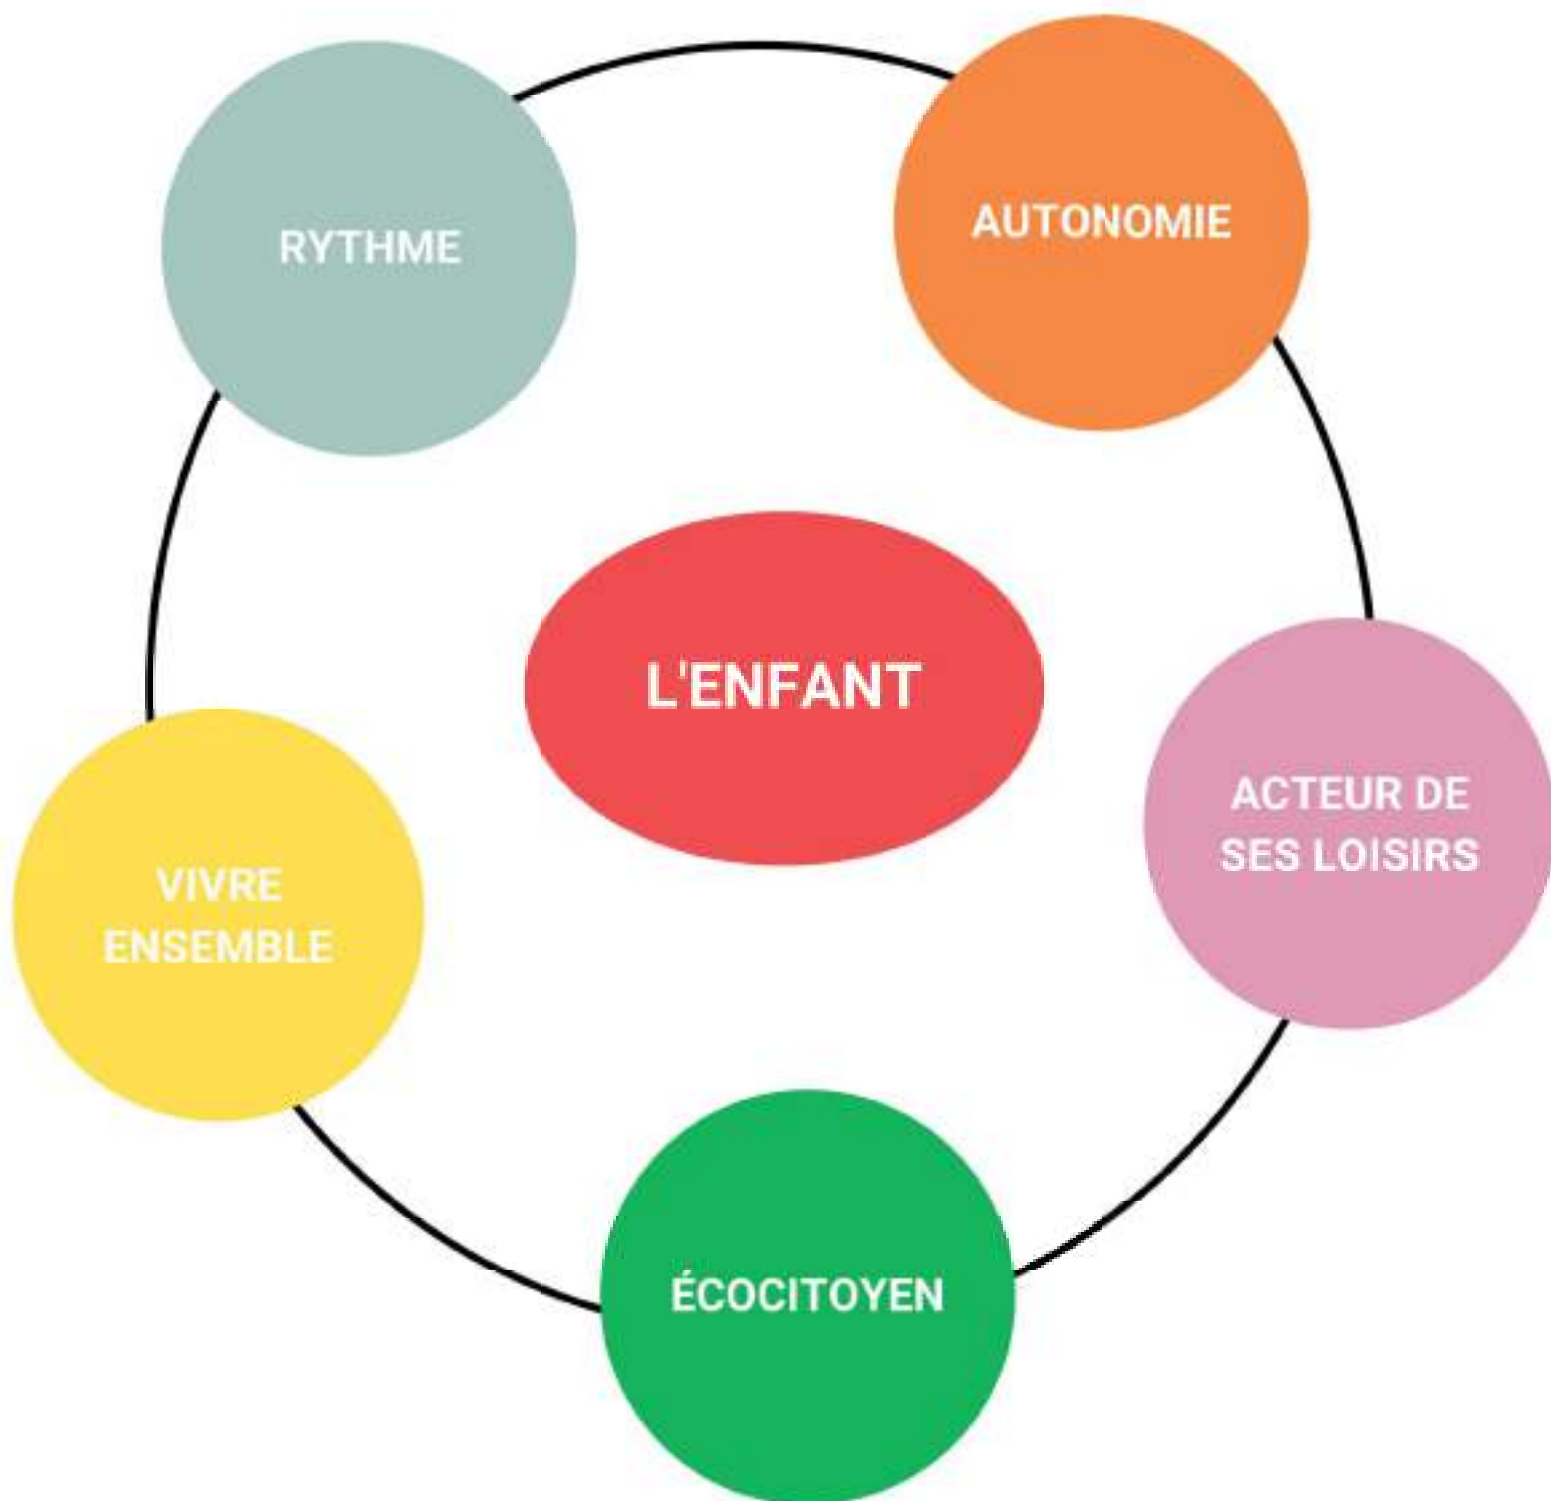 RYTHME
AUTONOMIE
L'ENFANT
ACTEUR DE
SES LOISIRS
VIVRE
ENSEMBLE
ÉCOCITOYEN